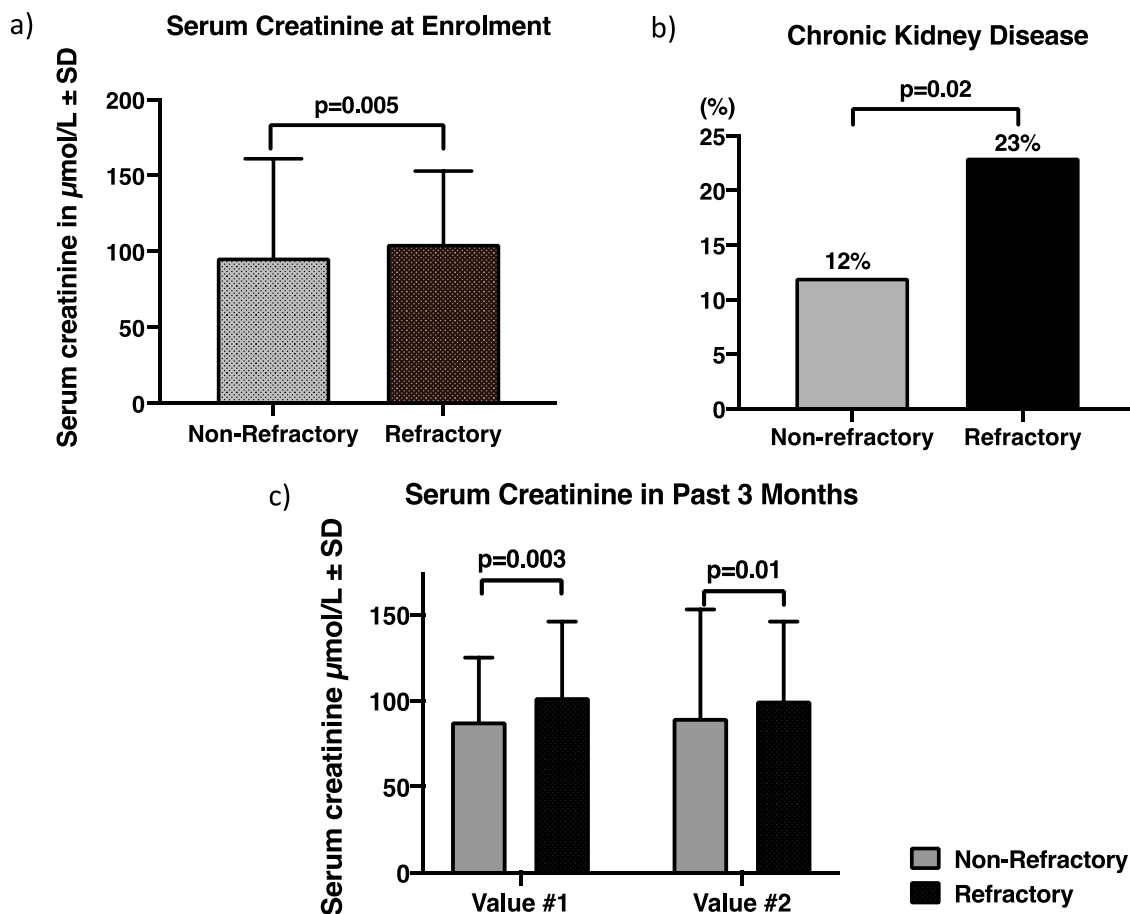 a)
Serum Creatinine at Enrolment
Serum creatinine in µmol/L ± SD
p=0.005
200
150
100
50
0
Non-Refractory
Refractory
b)
Chronic Kidney Disease
(%)
p=0.02
25
20
15
10
5
0
12%
23%
Non-refractory
Refractory
c)
Serum Creatinine in Past 3 Months
Serum creatinine µmol/L ± SD
p=0.003
p=0.01
150
100
50
0
Value #1
Value #2
Non-Refractory
Refractory